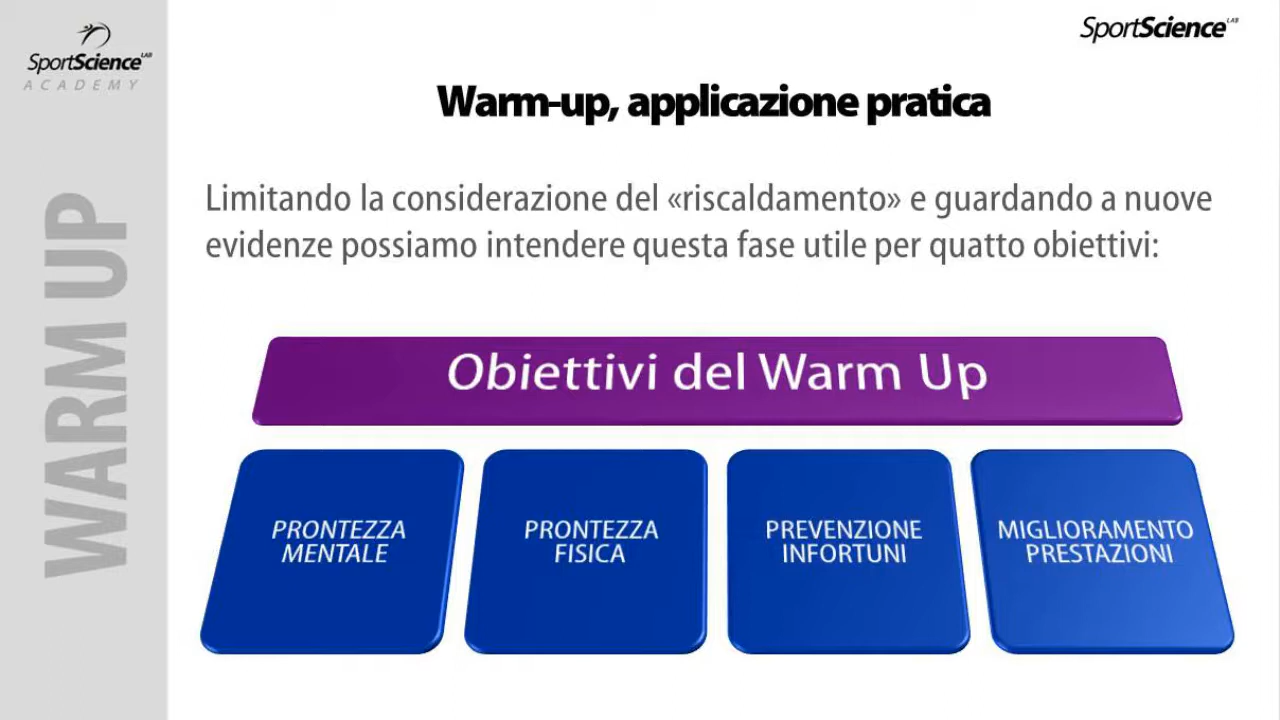 SportScience LAB
ACADEMY
SportScience LAB
WARM UP
Warm-up, applicazione pratica
Limitando la considerazione del «riscaldamento» e guardando a nuove
evidenze possiamo intendere questa fase utile per quatto obiettivi:
Obiettivi del Warm Up
PRONTEZZA
MENTALE
PRONTEZZA
FISICA
PREVENZIONE
INFORTUNI
MIGLIORAMENTO
PRESTAZIONI